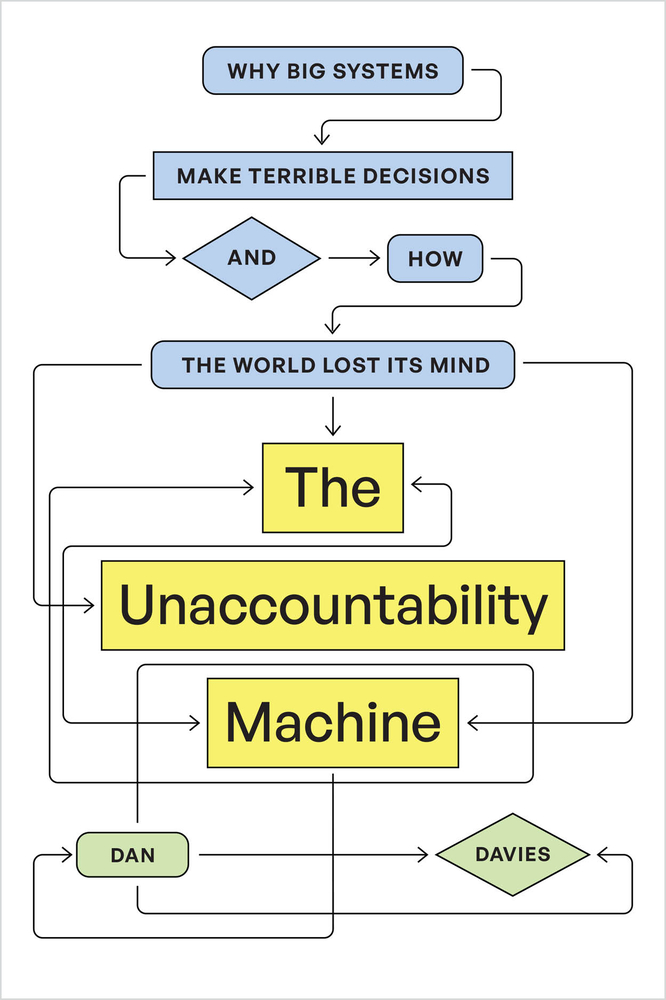 WHY BIG SYSTEMS
MAKE TERRIBLE DECISIONS
AND HOW
THE WORLD LOST ITS MIND
The
Unaccountability
Machine
DAN DAVIES